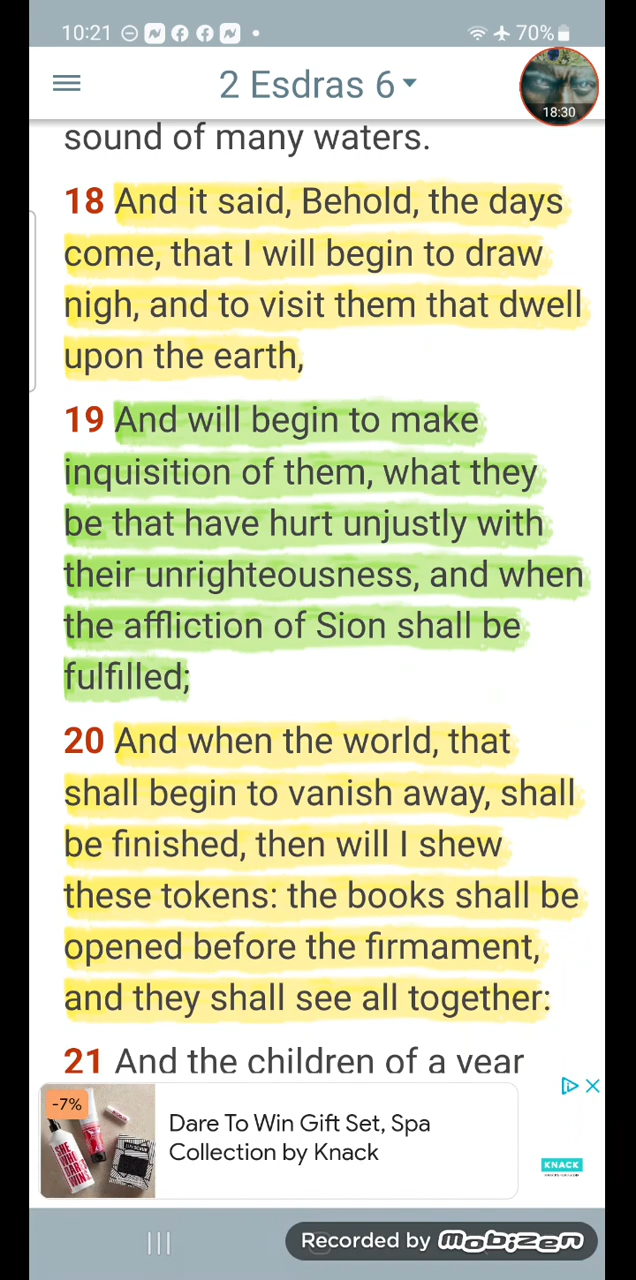 10:21
70%
2 Esdras 6
18:30
sound of many waters.
18 And it said, Behold, the days
come, that I will begin to draw
nigh, and to visit them that dwell
upon the earth,
19 And will begin to make
inquisition of them, what they
be that have hurt unjustly with
their unrighteousness, and when
the affliction of Sion shall be
fulfilled;
20 And when the world, that
shall begin to vanish away, shall
be finished, then will I shew
these tokens: the books shall be
opened before the firmament,
and they shall see all together:
21 And the children of a year
-7%
SHE
WHO
DARES
WINS
Dare To Win Gift Set, Spa
Collection by Knack
KNACK
Recorded by mobizen